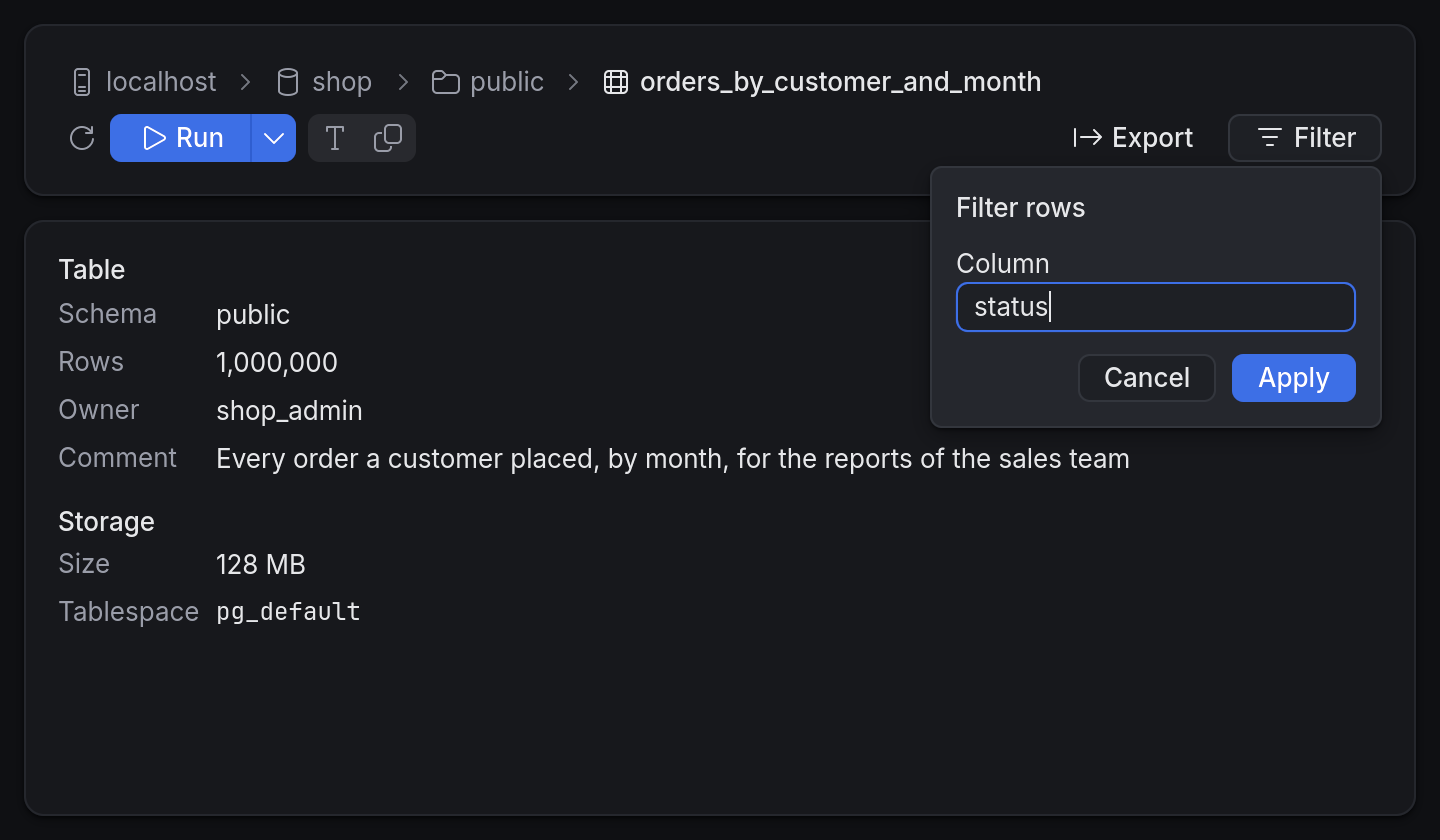 localhost shop public orders_by_customer_and_month
Run Export Filter
Filter rows
Column
status
Cancel Apply
Table
Schema public
Rows 1,000,000
Owner shop_admin
Comment Every order a customer placed, by month, for the reports of the sales team
Storage
Size 128 MB
Tablespace pg_default